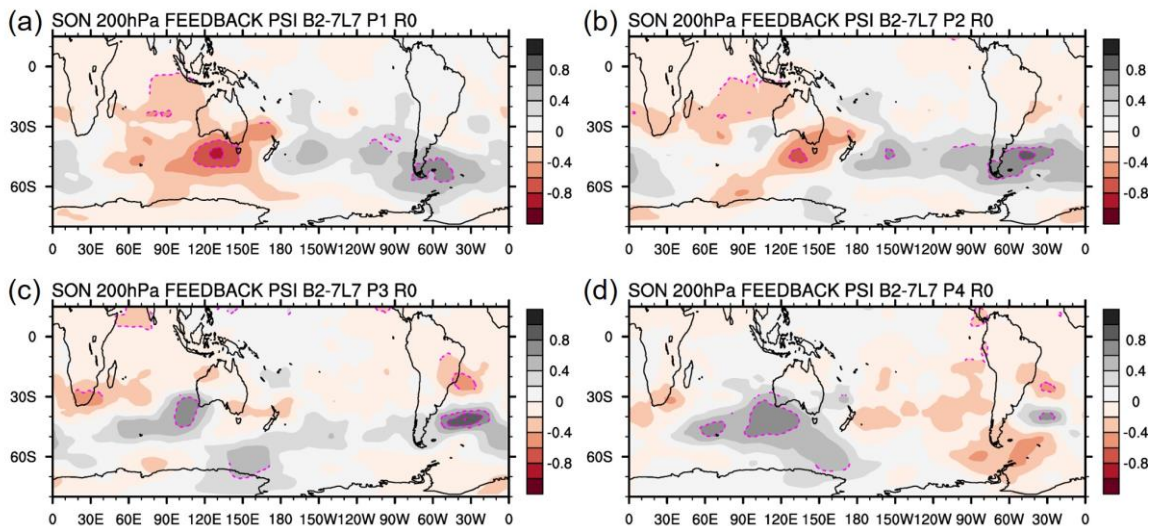 (a) SON 200hPa FEEDBACK PSI B2-7L7 P1 R0
0
30S
60S
0 30E 60E 90E 120E 150E 180 150W120W 90W 60W 30W 0
0.8
0.4
0
-0.4
-0.8
(b) SON 200hPa FEEDBACK PSI B2-7L7 P2 R0
0
30S
60S
0 30E 60E 90E 120E 150E 180 150W120W 90W 60W 30W 0
0.8
0.4
0
-0.4
-0.8
(c) SON 200hPa FEEDBACK PSI B2-7L7 P3 R0
0
30S
60S
0 30E 60E 90E 120E 150E 180 150W120W 90W 60W 30W 0
0.8
0.4
0
-0.4
-0.8
(d) SON 200hPa FEEDBACK PSI B2-7L7 P4 R0
0
30S
60S
0 30E 60E 90E 120E 150E 180 150W120W 90W 60W 30W 0
0.8
0.4
0
-0.4
-0.8